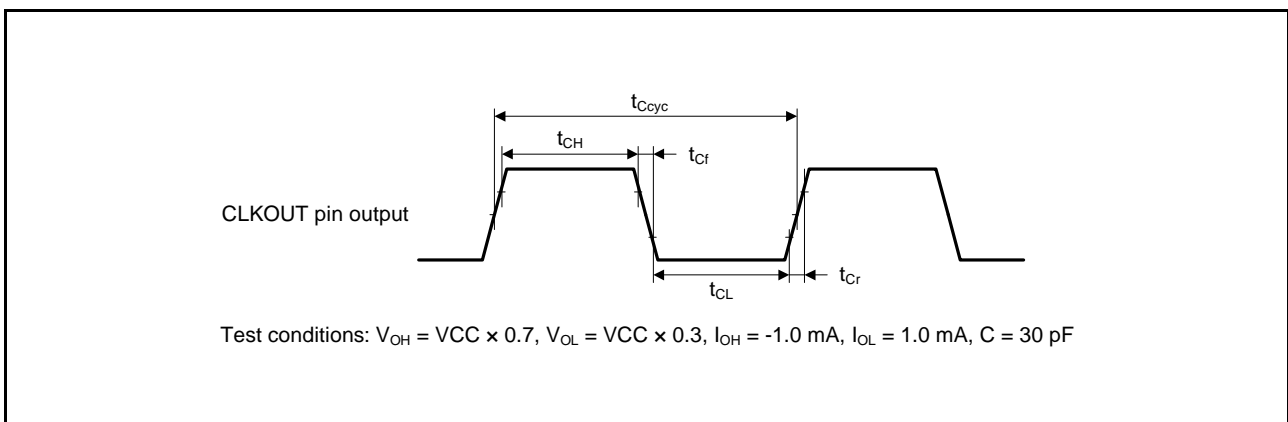 tCcyc
tCH
tCf
CLKOUT pin output
tCL
tCr
Test conditions: VOH = VCC × 0.7, VOL = VCC × 0.3, IOH = -1.0 mA, IOL = 1.0 mA, C = 30 pF